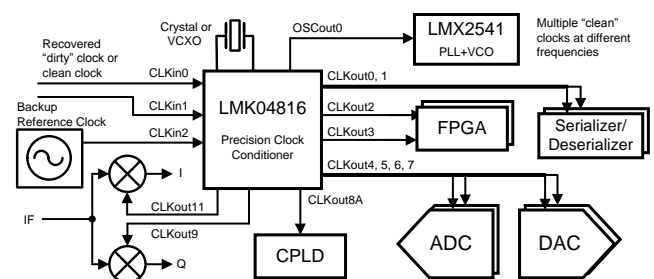 Crystal or
VCXO
OSCout0
LMX2541
PLL+VCO
Multiple “clean”
clocks at different
frequencies
Recovered
“dirty” clock or
clean clock
CLKin0
CLKin1
CLKin2
Backup
Reference Clock
LMK04816
Precision Clock
Conditioner
CLKout0, 1
CLKout2
CLKout3
FPGA
Serializer/
Deserializer
CLKout4, 5, 6, 7
I
CLKout11
IF
CLKout9
Q
CLKout8A
CPLD
ADC
DAC